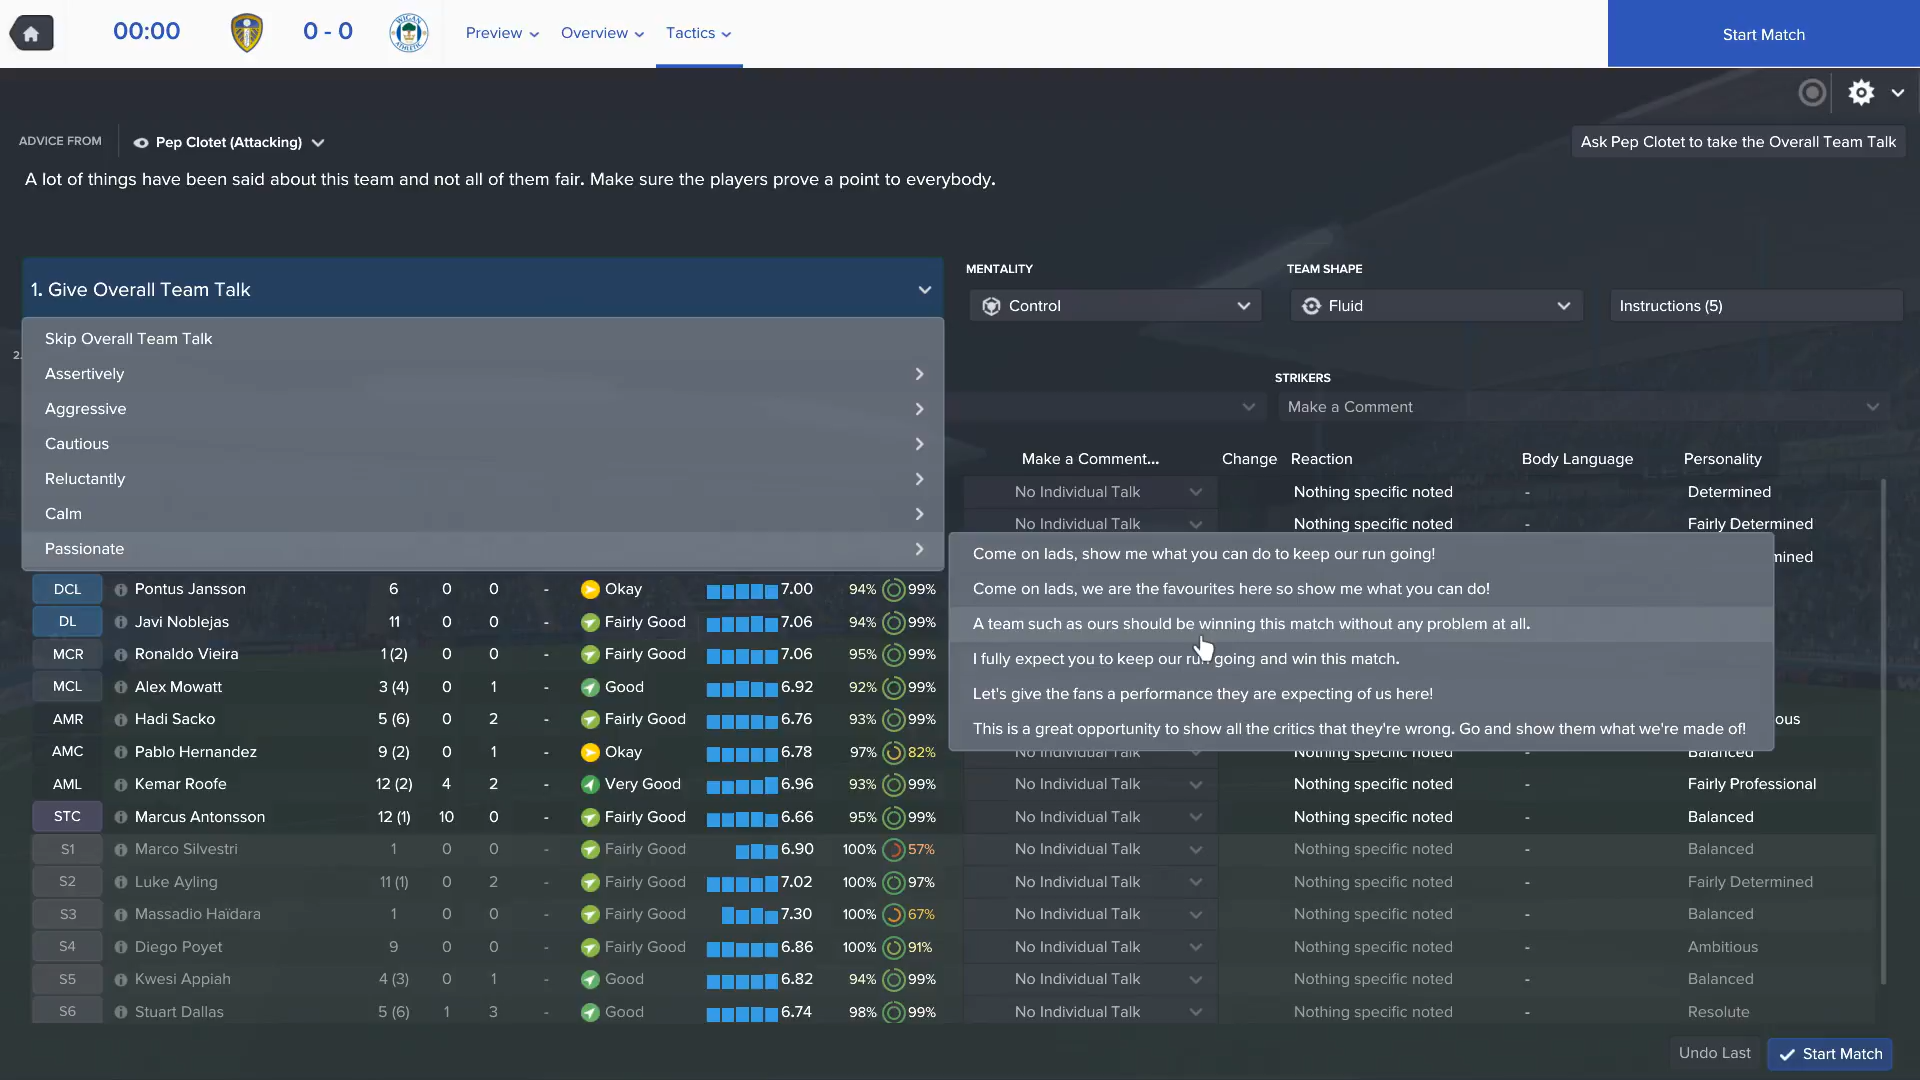 00:00 0 - 0 Preview Overview Tactics Start Match
WIGAN ATHLETIC
ADVICE FROM Pep Clotet (Attacking) Ask Pep Clotet to take the Overall Team Talk
A lot of things have been said about this team and not all of them fair. Make sure the players prove a point to everybody.
MENTALITY TEAM SHAPE
1. Give Overall Team Talk Control Fluid Instructions (5)
Skip Overall Team Talk
2.
Assertively STRIKERS
Aggressive Make a Comment
Cautious Make a Comment... Change Reaction Body Language Personality
Reluctantly No Individual Talk Nothing specific noted - Determined
Calm No Individual Talk Nothing specific noted - Fairly Determined
Passionate Come on lads, show me what you can do to keep our run going! mined
DCL Pontus Jansson 6 0 0 - Okay 7.00 94% 99% Come on lads, we are the favourites here so show me what you can do!
DL Javi Noblejas 11 0 0 - Fairly Good 7.06 94% 99% A team such as ours should be winning this match without any problem at all.
MCR Ronaldo Vieira 1 (2) 0 0 - Fairly Good 7.06 95% 99% I fully expect you to keep our run going and win this match.
MCL Alex Mowatt 3 (4) 0 1 - Good 6.92 92% 99% Let's give the fans a performance they are expecting of us here!
AMR Hadi Sacko 5 (6) 0 2 - Fairly Good 6.76 93% 99% This is a great opportunity to show all the critics that they're wrong. Go and show them what we're made of! ous
AMC Pablo Hernandez 9 (2) 0 1 - Okay 6.78 97% 82% No Individual Talk Nothing specific noted - Balanced
AML Kemar Roofe 12 (2) 4 2 - Very Good 6.96 93% 99% No Individual Talk Nothing specific noted - Fairly Professional
STC Marcus Antonsson 12 (1) 10 0 - Fairly Good 6.66 95% 99% No Individual Talk Nothing specific noted - Balanced
S1 Marco Silvestri 1 0 0 - Fairly Good 6.90 100% 57% No Individual Talk Nothing specific noted - Balanced
S2 Luke Ayling 11 (1) 0 2 - Fairly Good 7.02 100% 97% No Individual Talk Nothing specific noted - Fairly Determined
S3 Massadio Haïdara 1 0 0 - Fairly Good 7.30 100% 67% No Individual Talk Nothing specific noted - Balanced
S4 Diego Poyet 9 0 0 - Fairly Good 6.86 100% 91% No Individual Talk Nothing specific noted - Ambitious
S5 Kwesi Appiah 4 (3) 0 1 - Good 6.82 94% 99% No Individual Talk Nothing specific noted - Balanced
S6 Stuart Dallas 5 (6) 1 3 - Good 6.74 98% 99% No Individual Talk Nothing specific noted - Resolute
Undo Last Start Match